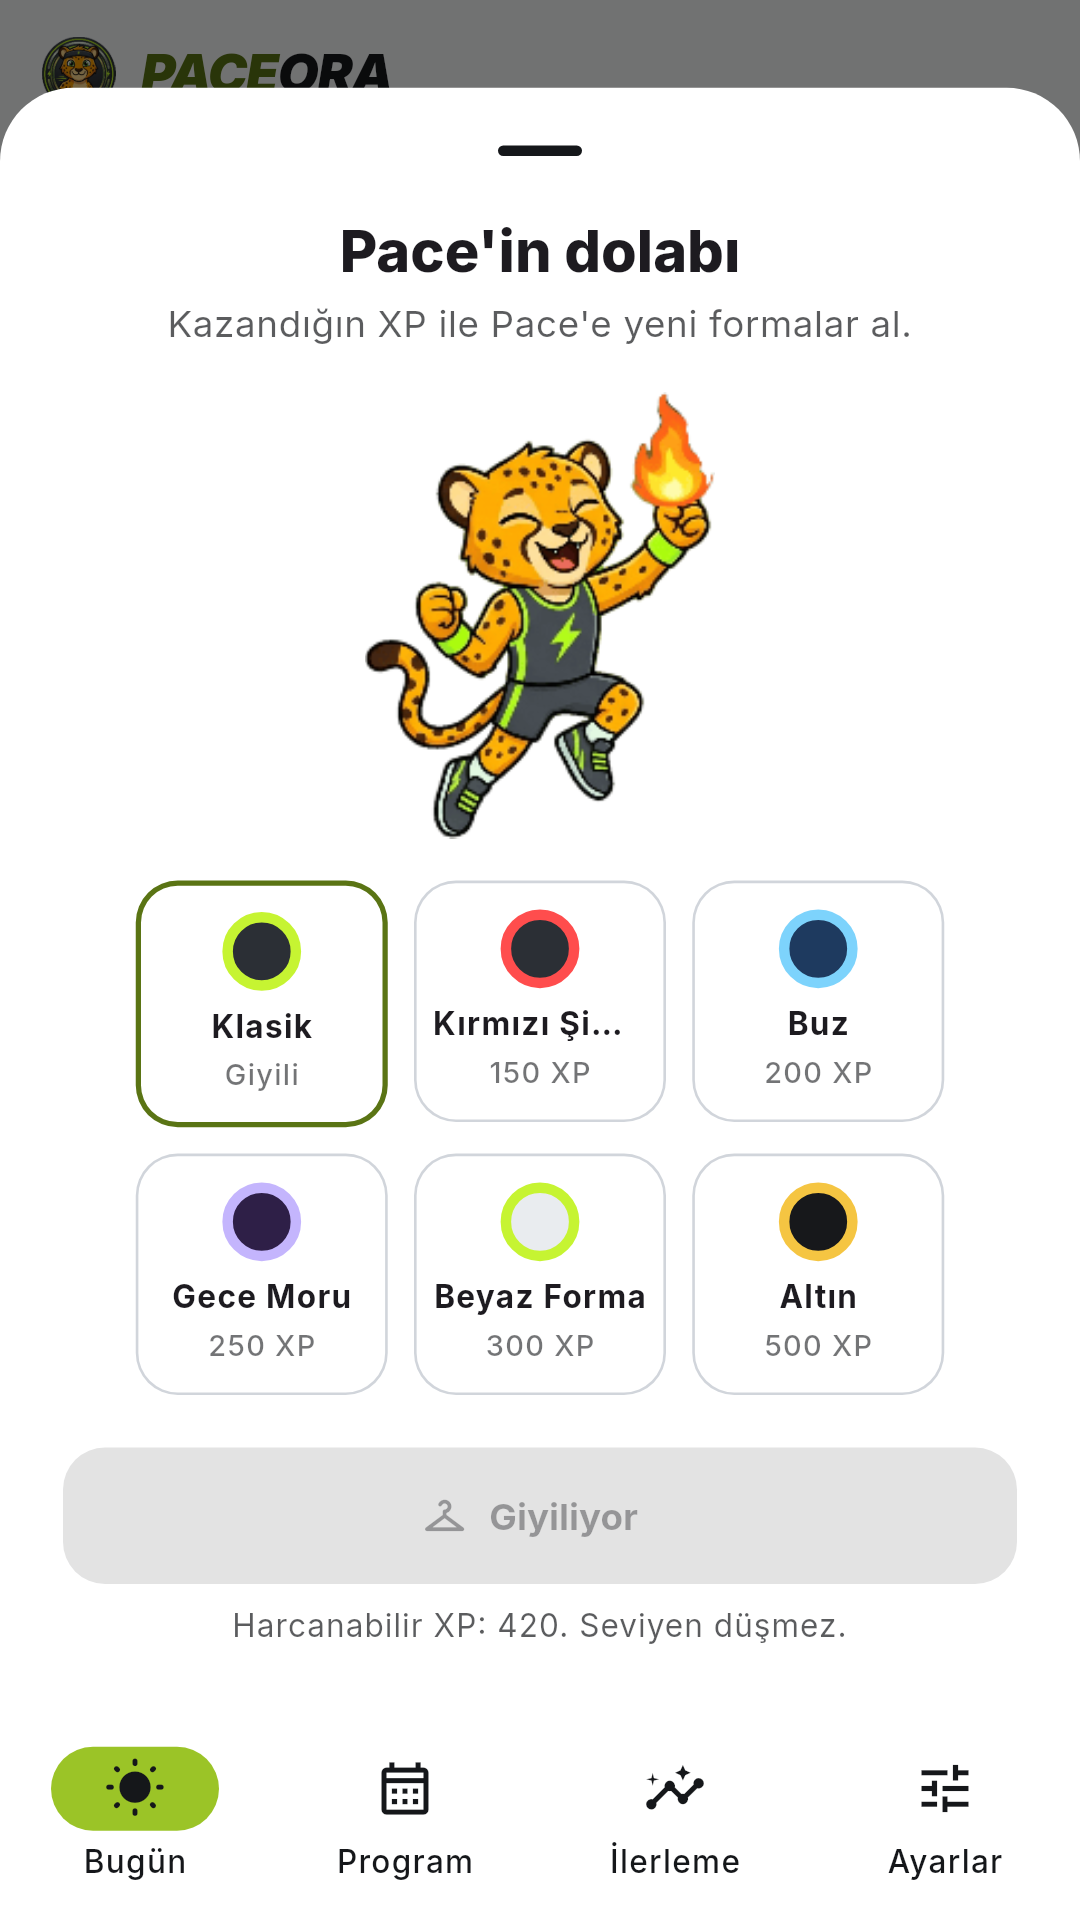 PACEORA
Pace'in dolabı
Kazandığın XP ile Pace'e yeni formalar al.
Klasik
Giyili
Kırmızı Şi...
150 XP
Buz
200 XP
Gece Moru
250 XP
Beyaz Forma
300 XP
Altın
500 XP
Giyiliyor
Harcanabilir XP: 420. Seviyen düşmez.
Bugün
Program
İlerleme
Ayarlar